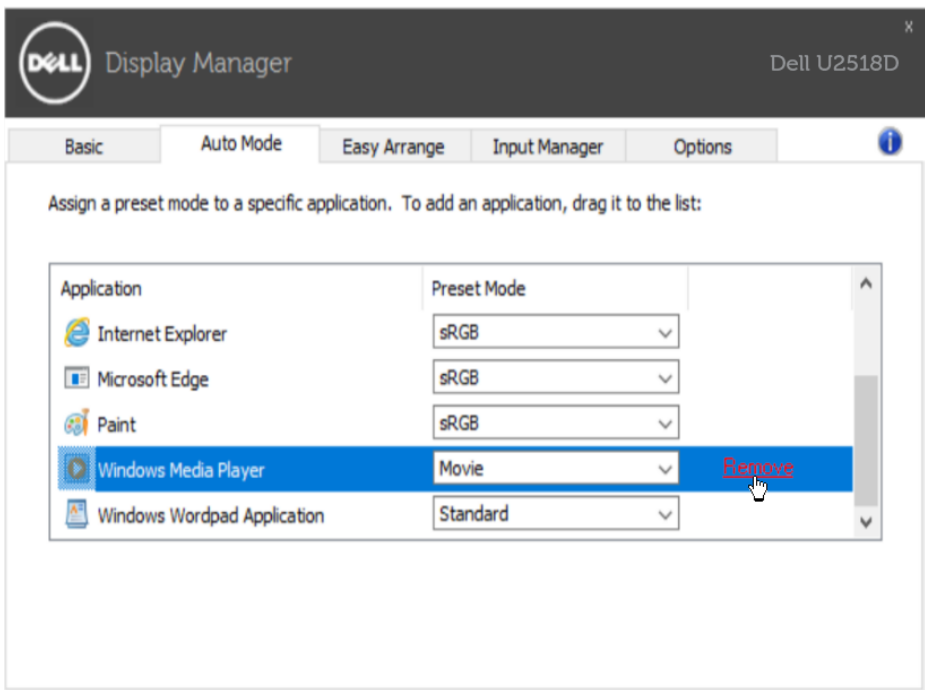 DELL Display Manager
x
Dell U2518D
Basic Auto Mode Easy Arrange Input Manager Options
Assign a preset mode to a specific application. To add an application, drag it to the list:
Application Preset Mode
Internet Explorer sRGB
Microsoft Edge sRGB
Paint sRGB
Windows Media Player Movie Remove
Windows Wordpad Application Standard